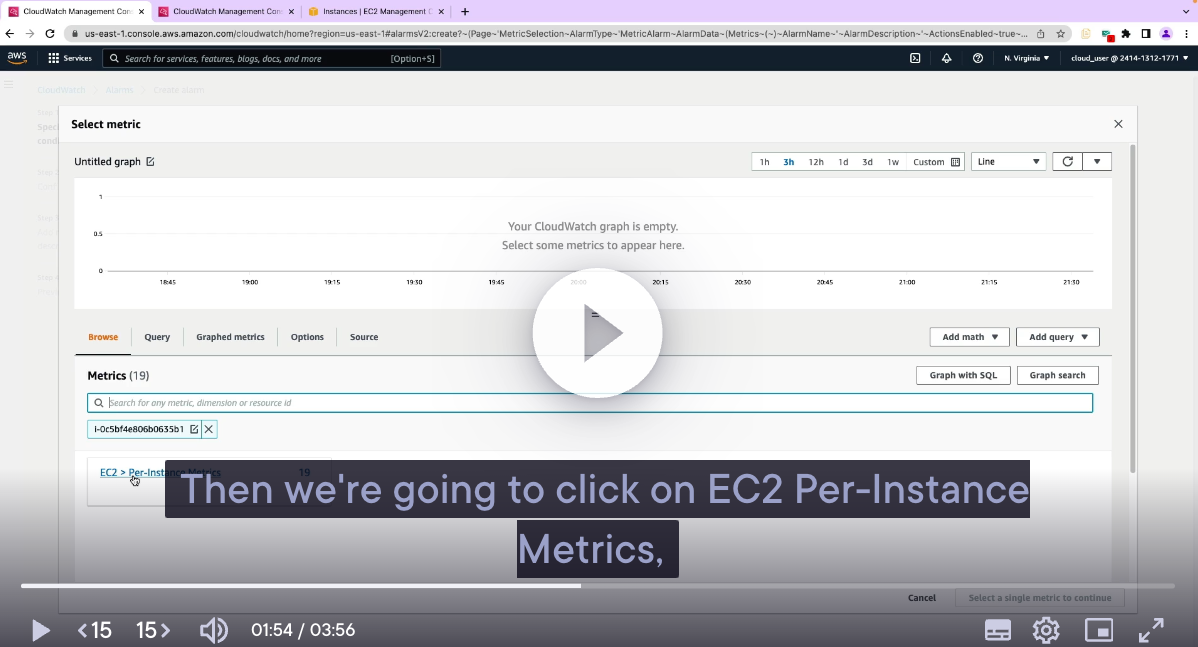 CloudWatch Management Con
CloudWatch Management Con
Instances | EC2 Management C
us-east-1.console.aws.amazon.com/cloudwatch/home?region=us-east-1#alarmsV2:create?~(Page~'MetricSelection~AlarmType~'MetricAlarm~AlarmData~(Metrics~(~)~AlarmName~'~AlarmDescription~'~ActionsEnabled~true~...
aws
Services
Search for services, features, blogs, docs, and more
[Option+S]
N. Virginia
cloud_user @ 2414-1312-1771
CloudWatch
Alarms
Create alarm
Select metric
Untitled graph
1h 3h 12h 1d 3d 1w Custom
Line
1
0.5
0
Your CloudWatch graph is empty.
Select some metrics to appear here.
18:45 19:00 19:15 19:30 19:45 20:00 20:15 20:30 20:45 21:00 21:15 21:30
Browse Query Graphed metrics Options Source
Add math
Add query
Metrics (19)
Graph with SQL
Graph search
Search for any metric, dimension or resource id
i-0c5bf4e806b0635b1
EC2 > Per-Instance Metrics
19
Then we're going to click on EC2 Per-Instance
Metrics,
Cancel
Select a single metric to continue
15 15 01:54 / 03:56